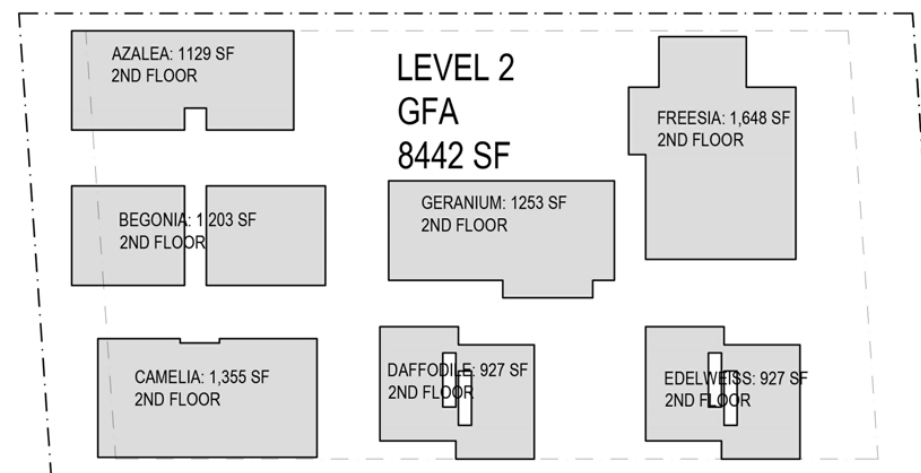 AZALEA: 1129 SF
2ND FLOOR
LEVEL 2
GFA
8442 SF
FREESIA: 1,648 SF
2ND FLOOR
BEGONIA: 1,203 SF
2ND FLOOR
GERANIUM: 1253 SF
2ND FLOOR
CAMELIA: 1,355 SF
2ND FLOOR
DAFFODILE: 927 SF
2ND FLOOR
EDELWEISS: 927 SF
2ND FLOOR